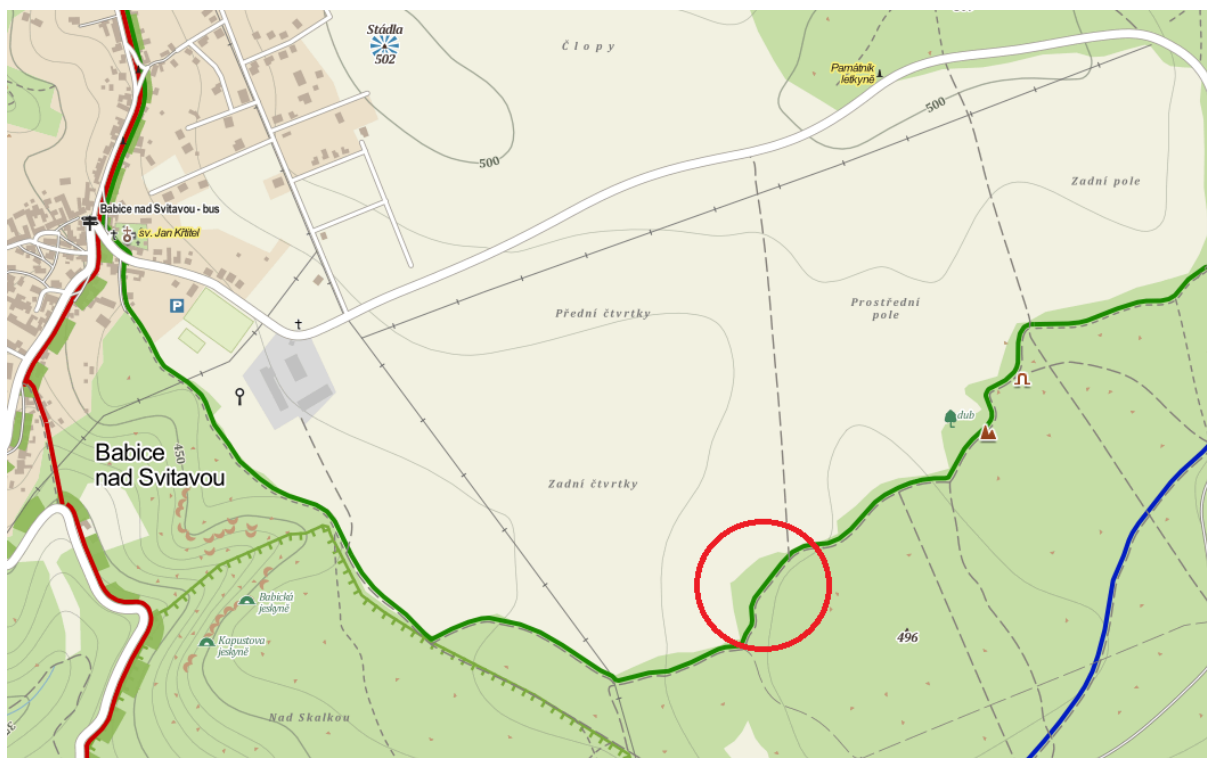 Stádla
502
Člopy
Památník
letkyně
500
500
Zadní pole
Babice nad Svitavou - bus
sv. Jan Křtitel
P
Přední čtvrtky
Prostřední
pole
dub
450
Babice
nad Svitavou
Zadní čtvrtky
Babická
jeskyně
Kapustova
jeskyně
496
Nad Skalkou